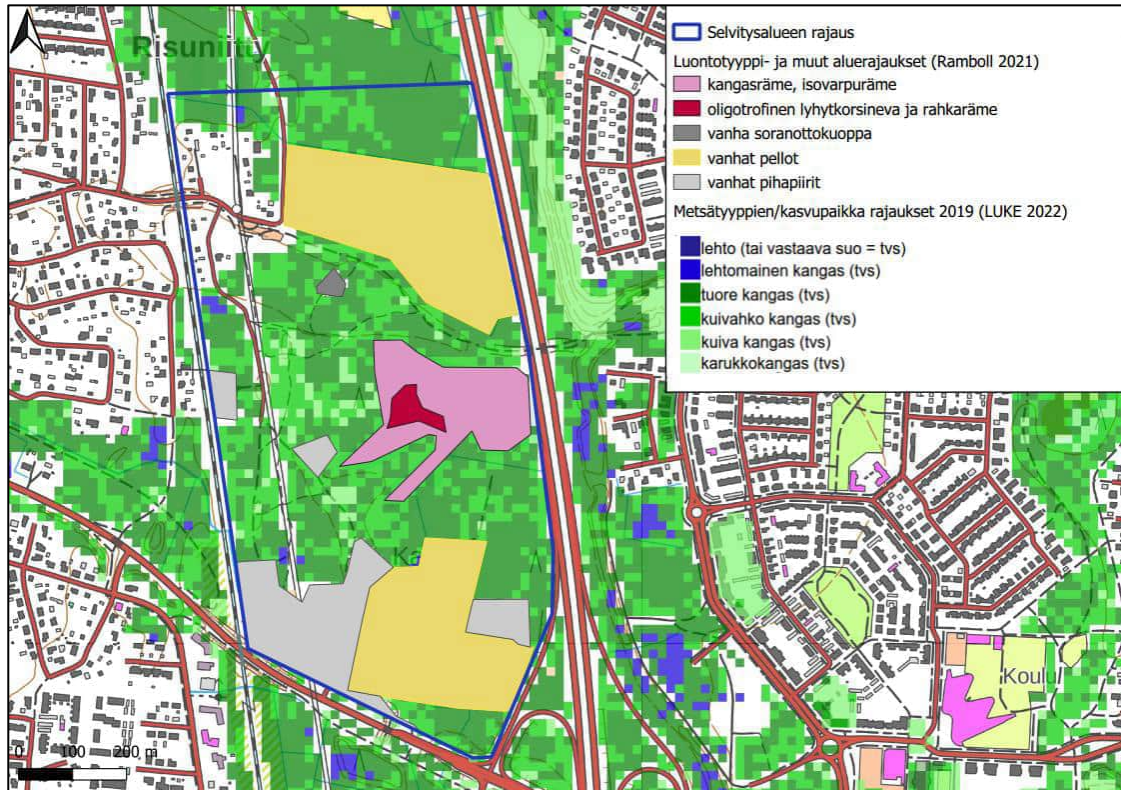 Risuniitty
Selvitysalueen rajaus
Luontotyyppi- ja muut aluerajaukset (Ramboll 2021)
kangasräme, isovarpuräme
oligotrofinen lyhytkorsineva ja rahkaräme
vanha soranottokuoppa
vanhat pellot
vanhat pihapiirit
Metsätyyppien/kasvupaikka rajaukset 2019 (LUKE 2022)
lehto (tai vastaava suo = tvs)
lehtomainen kangas (tvs)
tuore kangas (tvs)
kuivahko kangas (tvs)
kuiva kangas (tvs)
karukkokangas (tvs)
Ka
Koulu
0 100 200 m